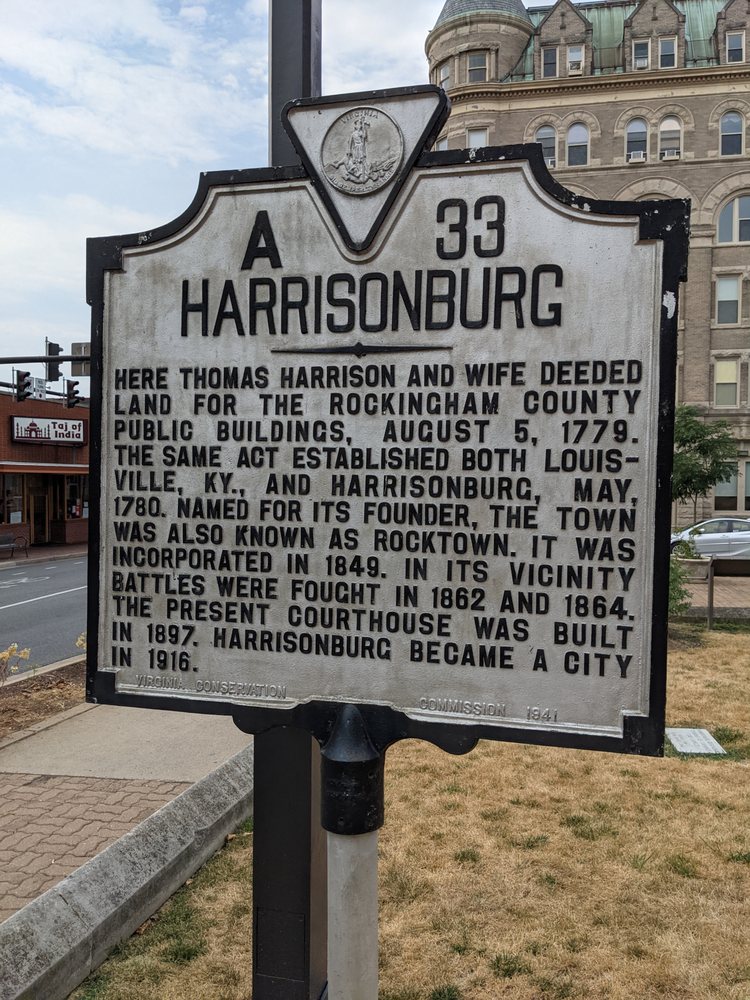 VIRGINIA
A 33
HARRISONBURG
HERE THOMAS HARRISON AND WIFE DEEDED
LAND FOR THE ROCKINGHAM COUNTY
PUBLIC BUILDINGS, AUGUST 5, 1779.
THE SAME ACT ESTABLISHED BOTH LOUIS-
VILLE, KY., AND HARRISONBURG, MAY,
1780. NAMED FOR ITS FOUNDER, THE TOWN
WAS ALSO KNOWN AS ROCKTOWN. IT WAS
INCORPORATED IN 1849. IN ITS VICINITY
BATTLES WERE FOUGHT IN 1862 AND 1864.
THE PRESENT COURTHOUSE WAS BUILT
IN 1897. HARRISONBURG BECAME A CITY
IN 1916.
VIRGINIA CONSERVATION COMMISSION 1941
Taj of
India